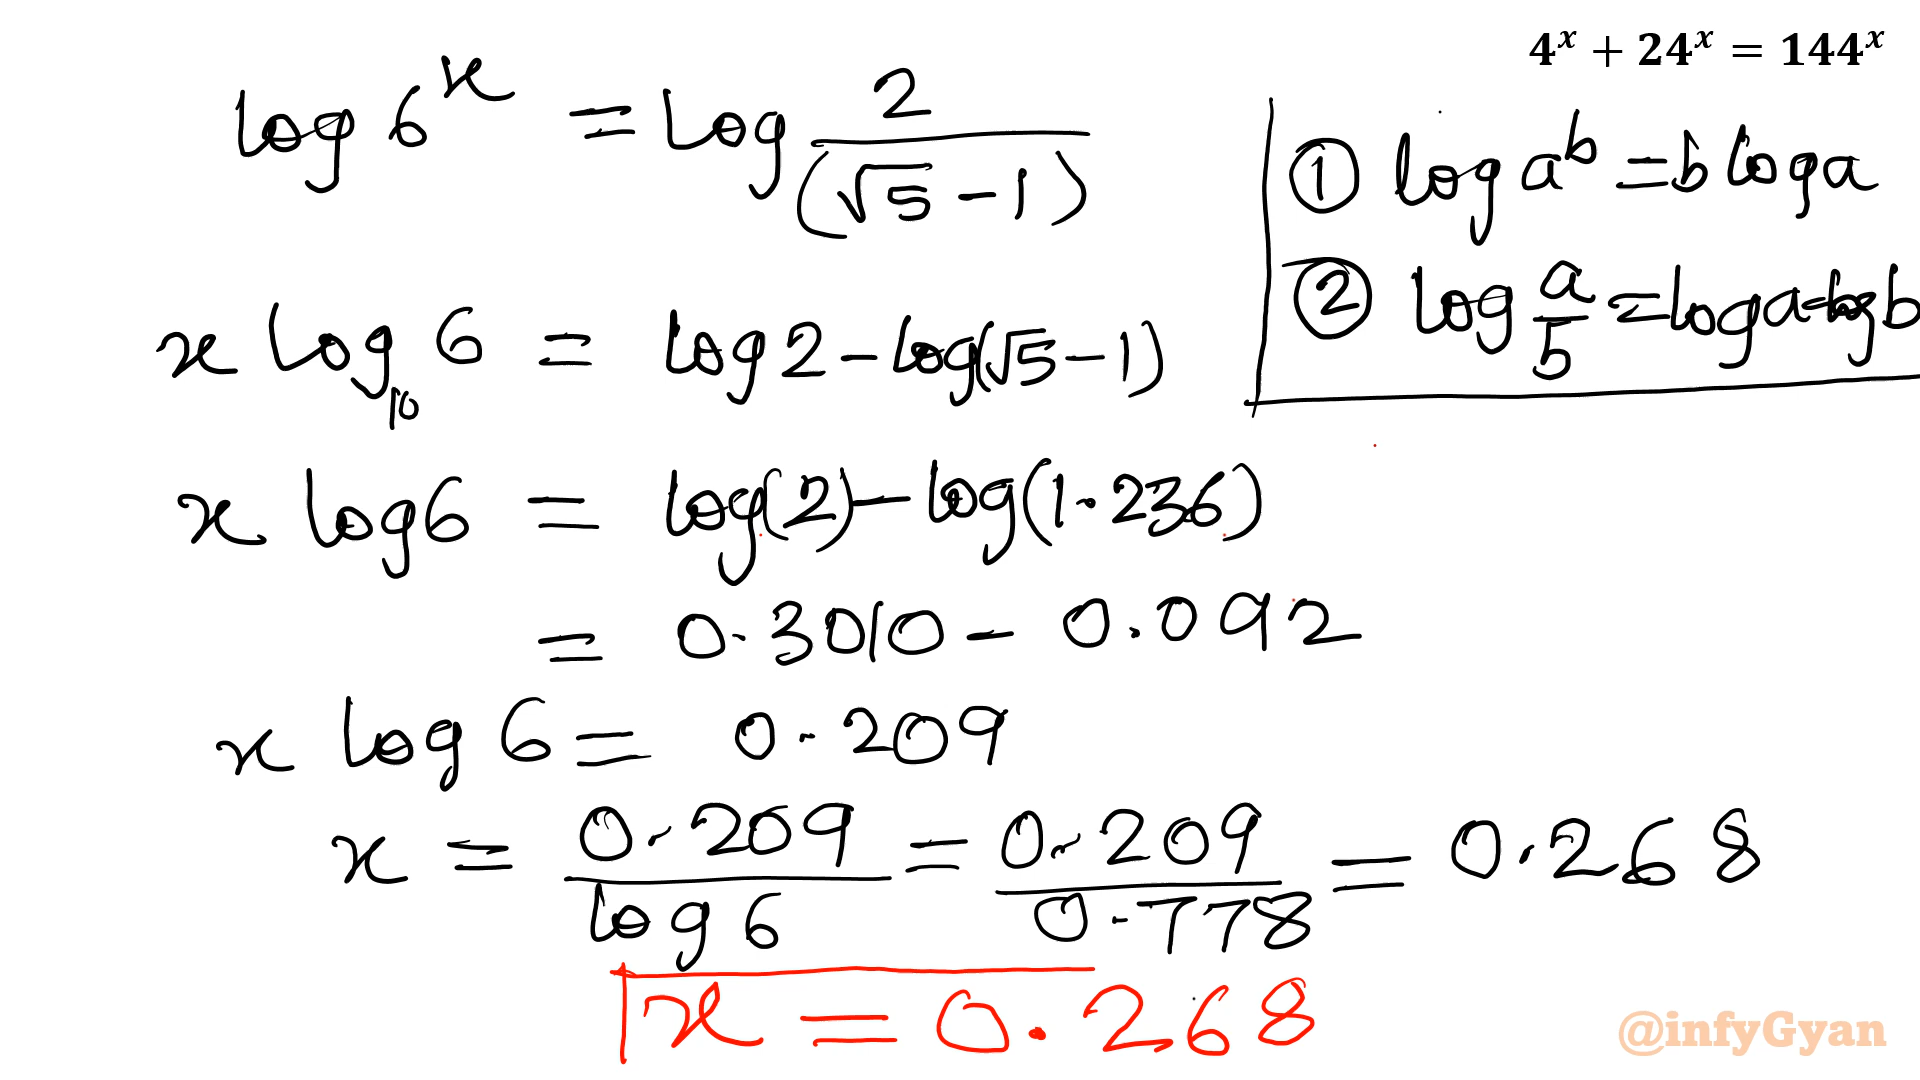 4^x + 24^x = 144^x
log 6^x = log 2/(√5 - 1)
① log a^b = b log a
② log a/b = log a - log b
x log₁₀ 6 = log 2 - log(√5 - 1)
x log 6 = log(2) - log(1.236)
= 0.3010 - 0.092
x log 6 = 0.209
x = 0.209/log 6 = 0.209/0.778 = 0.268
x = 0.268
@infyGyan